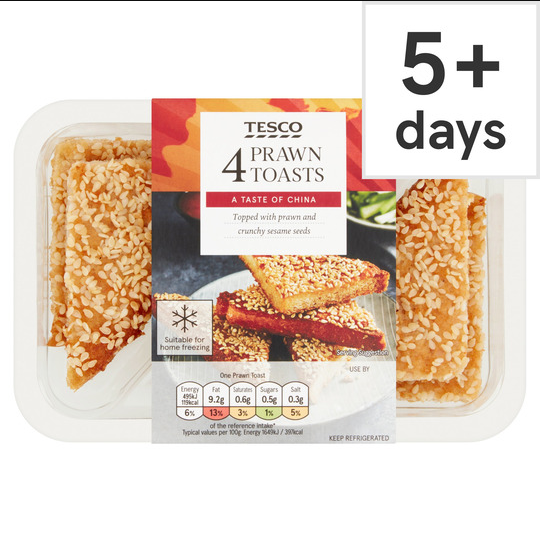 5+
days
TESCO
4 PRAWN
TOASTS
A TASTE OF CHINA
Topped with prawn and
crunchy sesame seeds
Suitable for
home freezing
Serving Suggestion
USE BY
One Prawn Toast
Energy
495kJ
119kcal
6%
Fat
9.2g
13%
Saturates
0.6g
3%
Sugars
0.5g
1%
Salt
0.3g
5%
of the reference intake*
Typical values per 100g: Energy 1649kJ / 397kcal
KEEP REFRIGERATED